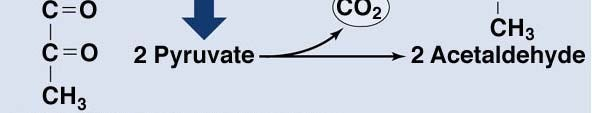 C=O
CO2
C=O 2 Pyruvate 2 Acetaldehyde
CH3
CH3